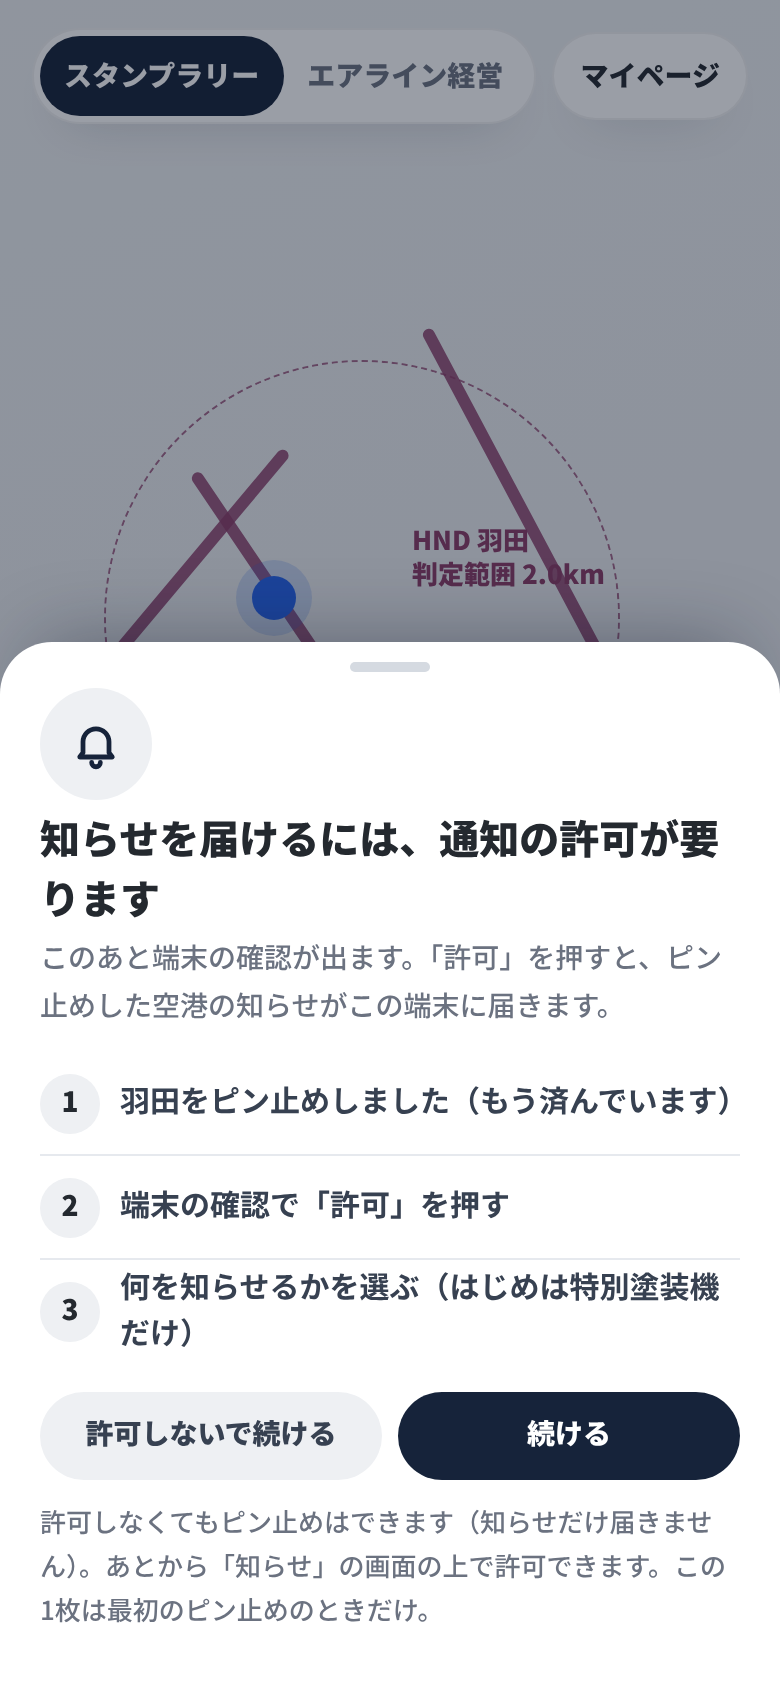 スタンプラリー
エアライン経営
マイページ
HND 羽田
判定範囲 2.0km
知らせを届けるには、通知の許可が要
ります
このあと端末の確認が出ます。「許可」を押すと、ピン
止めした空港の知らせがこの端末に届きます。
1 羽田をピン止めしました（もう済んでいます）
2 端末の確認で「許可」を押す
3 何を知らせるかを選ぶ（はじめは特別塗装機
だけ）
許可しないで続ける
続ける
許可しなくてもピン止めはできます（知らせだけ届きませ
ん）。あとから「知らせ」の画面の上で許可できます。この
1枚は最初のピン止めのときだけ。